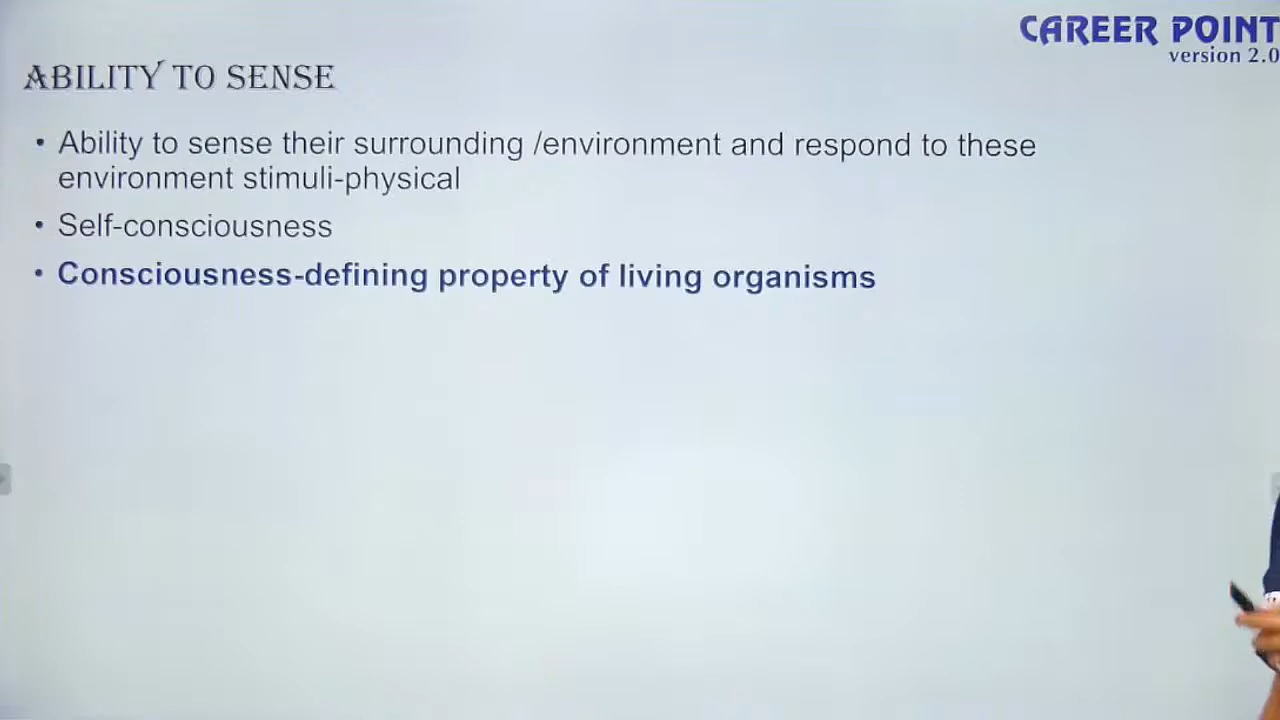 CAREER POINT
version 2.0
ABILITY TO SENSE
• Ability to sense their surrounding /environment and respond to these
environment stimuli-physical
• Self-consciousness
• Consciousness-defining property of living organisms